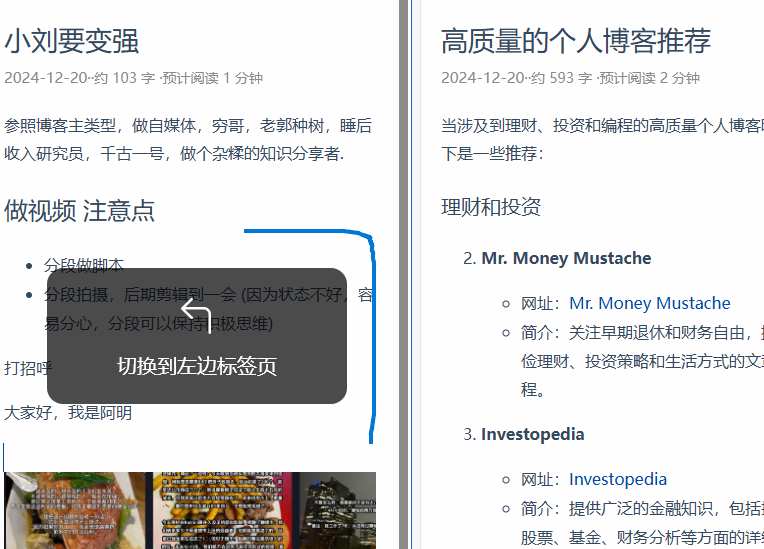 小刘要变强
2024-12-20··约 103 字 ·预计阅读 1 分钟
参照博客主类型，做自媒体，穷哥，老郭种树，睡后
收入研究员，千古一号，做个杂糅的知识分享者.
做视频 注意点
分段做脚本
分段拍摄，后期剪辑到一会 (因为状态不好，容
易分心，分段可以保持积极思维)
打招呼
切换到左边标签页
大家好，我是阿明
高质量的个人博客推荐
2024-12-20··约 593 字 ·预计阅读 2 分钟
当涉及到理财、投资和编程的高质量个人博客
下是一些推荐：
理财和投资
2. Mr. Money Mustache
网址：Mr. Money Mustache
简介：关注早期退休和财务自由，
俭理财、投资策略和生活方式的文
程。
3. Investopedia
网址：Investopedia
简介：提供广泛的金融知识，包括
股票、基金、财务分析等方面的详